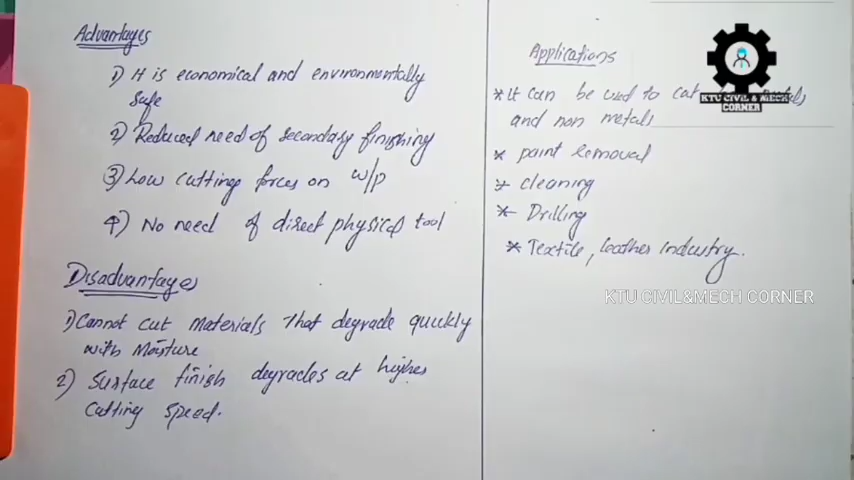 Advantages
1) It is economical and environmentally
safe
2) Reduced need of secondary finishing
3) Low cutting forces on w/p
4) No need of direct physical tool
Disadvantages
1) Cannot cut Materials that degrade quickly
with Moisture
2) Surface finish degrades at higher
cutting speed.
Applications
* It can be used to cut
and non metals
* paint removal
* cleaning
* Drilling
* Textile, leather industry.
KTU CIVIL & MECH
CORNER
KTU CIVIL&MECH CORNER